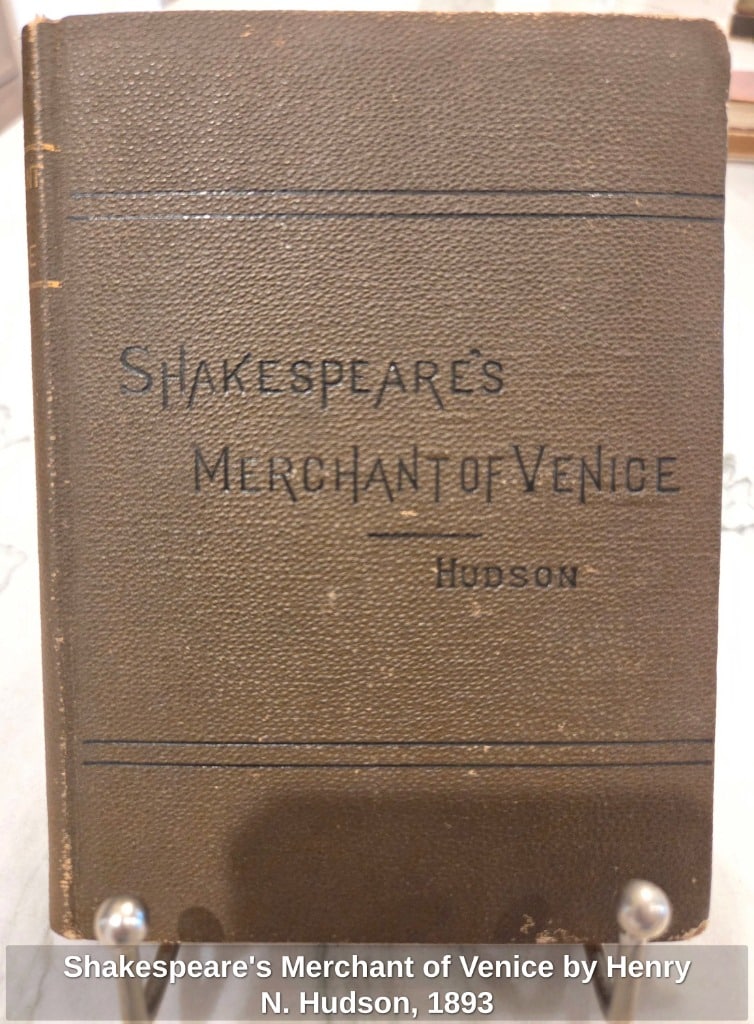 SHAKESPEARE'S
MERCHANT OF VENICE
HUDSON
Shakespeare's Merchant of Venice by Henry
N. Hudson, 1893